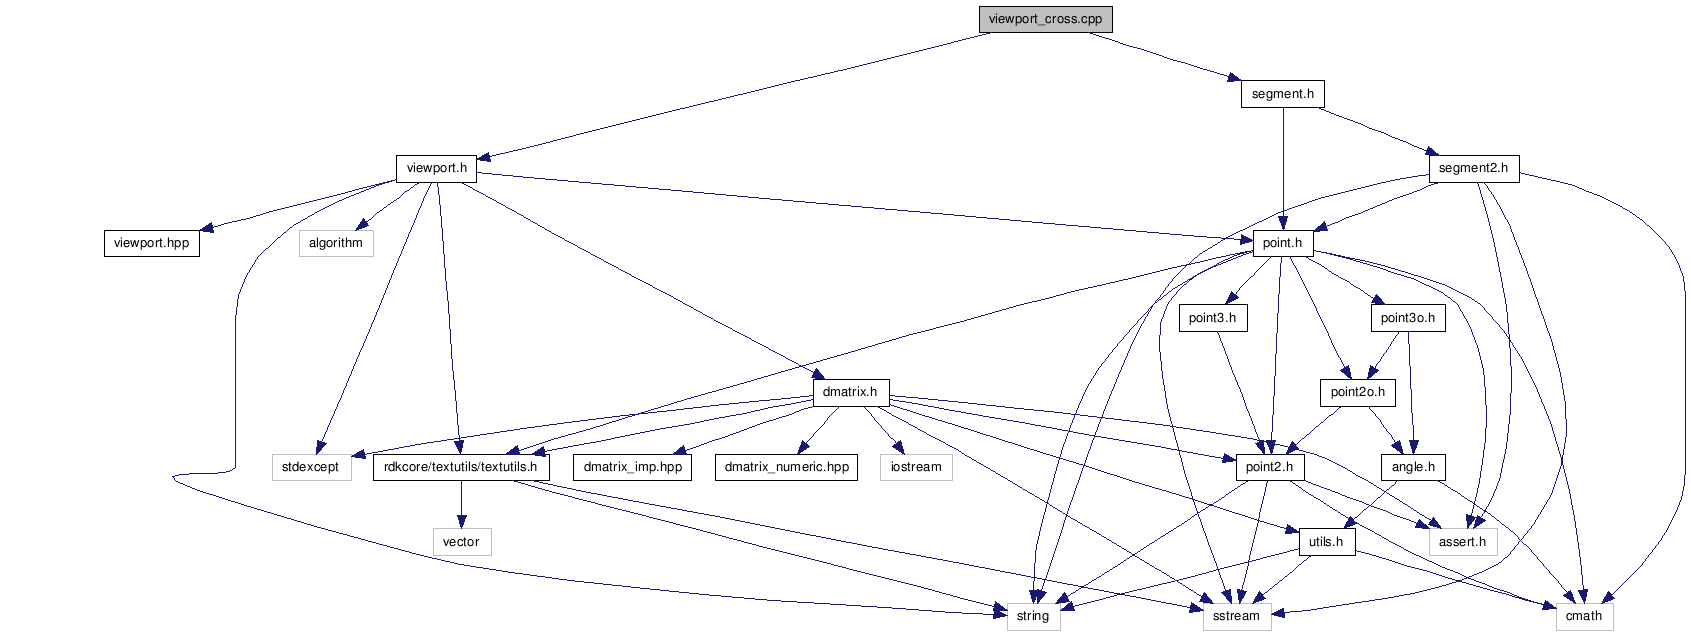 viewport_cross.cpp
segment.h
viewport.h
segment2.h
viewport.hpp
algorithm
point.h
point3.h
point3o.h
dmatrix.h
point2o.h
stdexcept
rdkcore/textutils/textutils.h
dmatrix_imp.hpp
dmatrix_numeric.hpp
iostream
point2.h
angle.h
vector
utils.h
assert.h
string
sstream
cmath